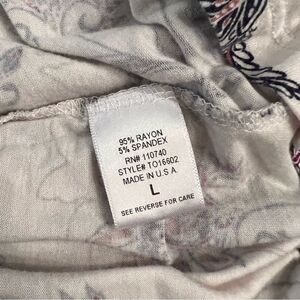 95% RAYON
5% SPANDEX
RN# 110740
STYLE# TO16602
MADE IN U.S.A.
L
SEE REVERSE FOR CARE